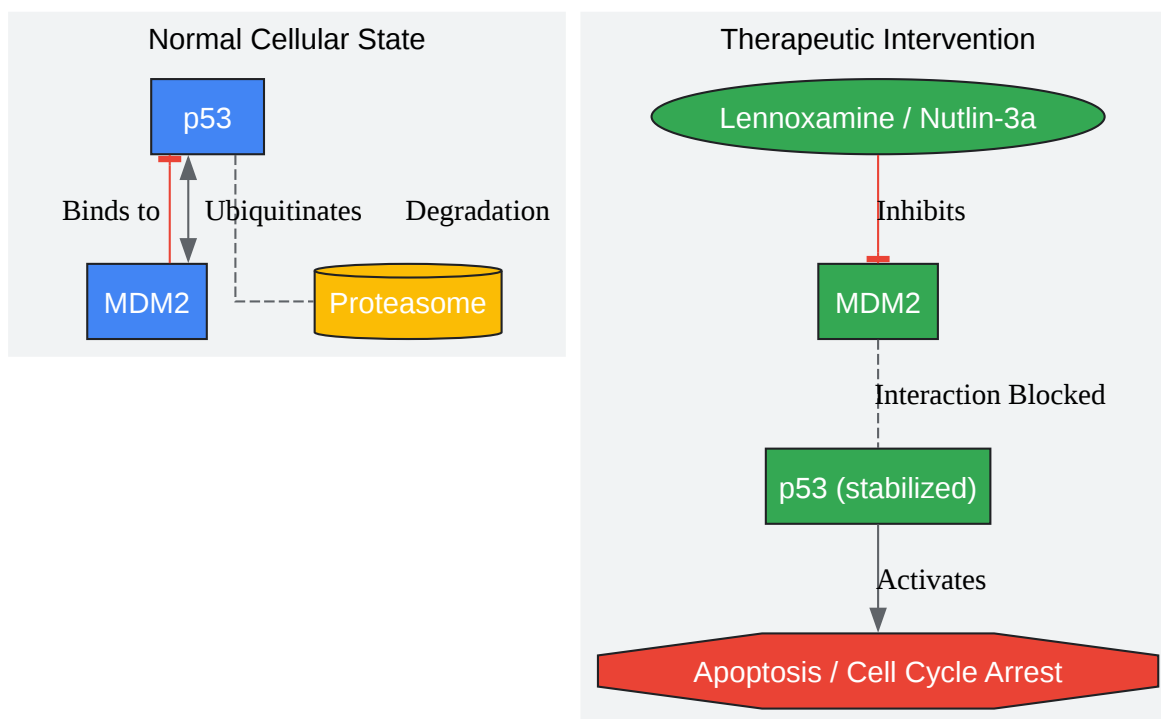 Normal Cellular State
p53
Binds to
Ubiquitinates
Degradation
MDM2
Proteasome
Therapeutic Intervention
Lennoxamine / Nutlin-3a
Inhibits
MDM2
Interaction Blocked
p53 (stabilized)
Activates
Apoptosis / Cell Cycle Arrest